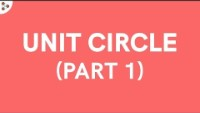 UNIT CIRCLE
(PART 1)